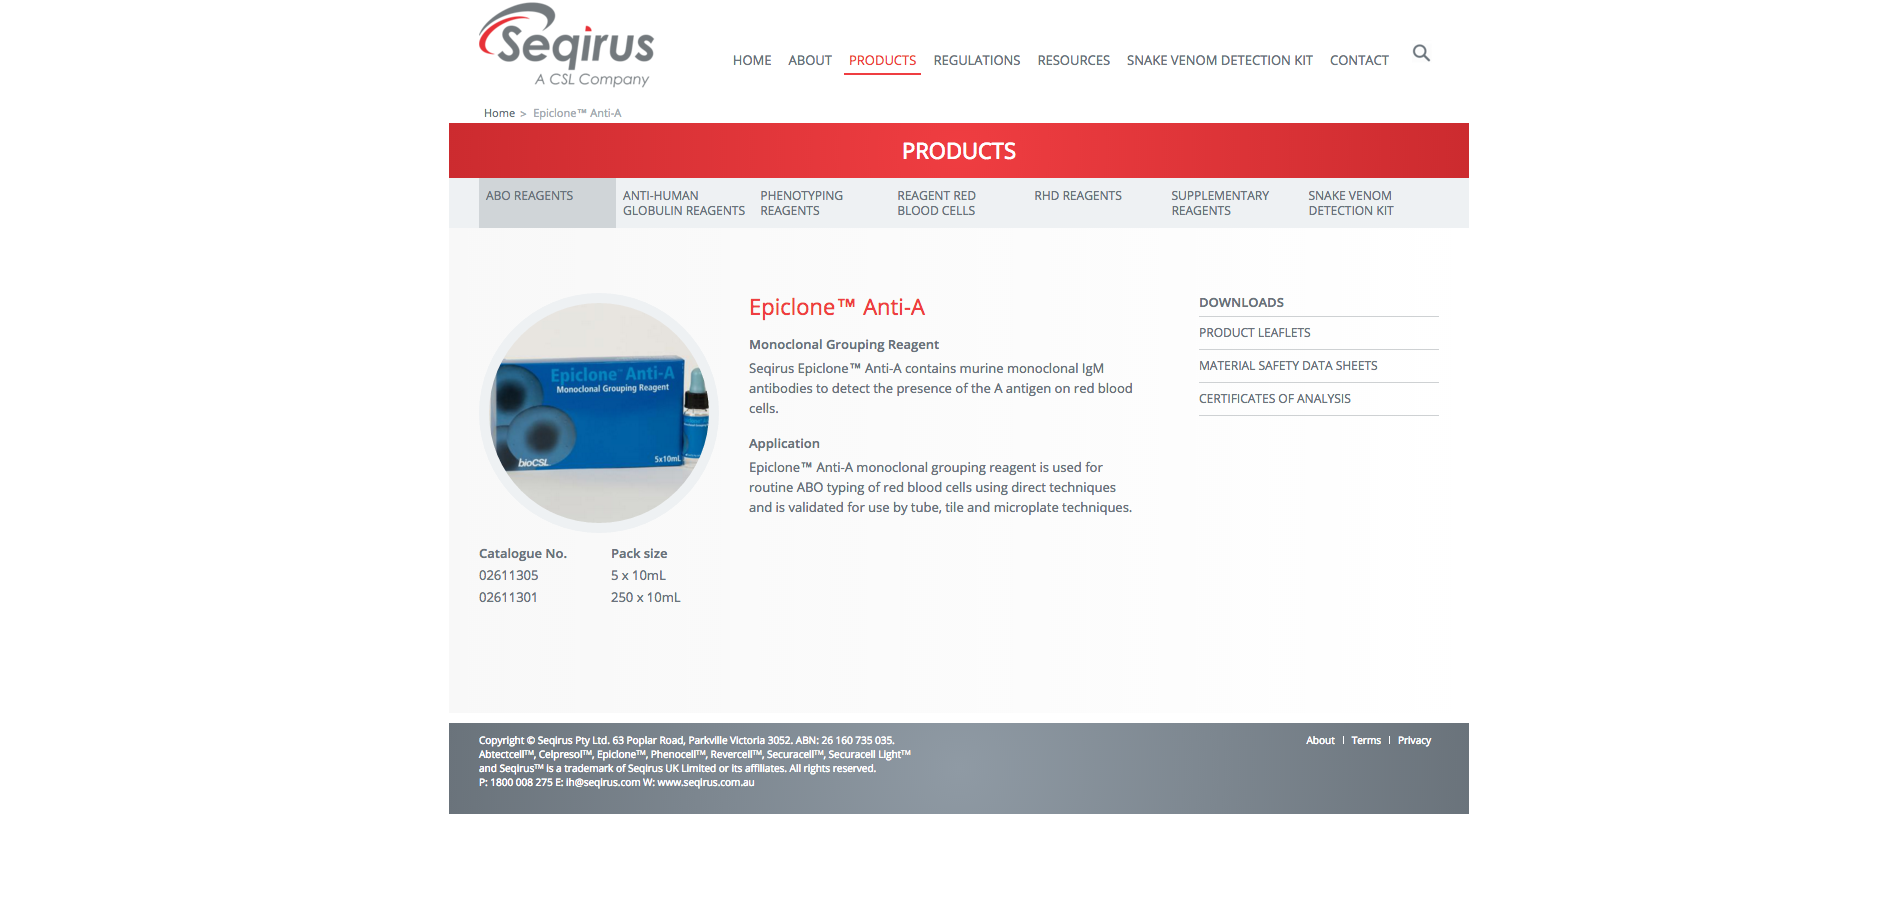 Seqirus
A CSL Company
HOME ABOUT PRODUCTS REGULATIONS RESOURCES SNAKE VENOM DETECTION KIT CONTACT
Home > Epiclone™ Anti-A
PRODUCTS
ABO REAGENTS
ANTI-HUMAN
GLOBULIN REAGENTS
PHENOTYPING
REAGENTS
REAGENT RED
BLOOD CELLS
RHD REAGENTS
SUPPLEMENTARY
REAGENTS
SNAKE VENOM
DETECTION KIT
Epiclone™ Anti-A
Monoclonal Grouping Reagent
bioCSL
5x10mL
Catalogue No. Pack size
02611305 5 x 10mL
02611301 250 x 10mL
Epiclone™ Anti-A
Monoclonal Grouping Reagent
Seqirus Epiclone™ Anti-A contains murine monoclonal IgM
antibodies to detect the presence of the A antigen on red blood
cells.
Application
Epiclone™ Anti-A monoclonal grouping reagent is used for
routine ABO typing of red blood cells using direct techniques
and is validated for use by tube, tile and microplate techniques.
DOWNLOADS
PRODUCT LEAFLETS
MATERIAL SAFETY DATA SHEETS
CERTIFICATES OF ANALYSIS
Copyright © Seqirus Pty Ltd. 63 Poplar Road, Parkville Victoria 3052. ABN: 26 160 735 035.
Abtectcell™, Celpresol™, Epiclone™, Phenocell™, Revercell™, Securacell™, Securacell Light™
and Seqirus™ is a trademark of Seqirus UK Limited or its affiliates. All rights reserved.
P: 1800 008 275 E: ih@seqirus.com W: www.seqirus.com.au
About | Terms | Privacy